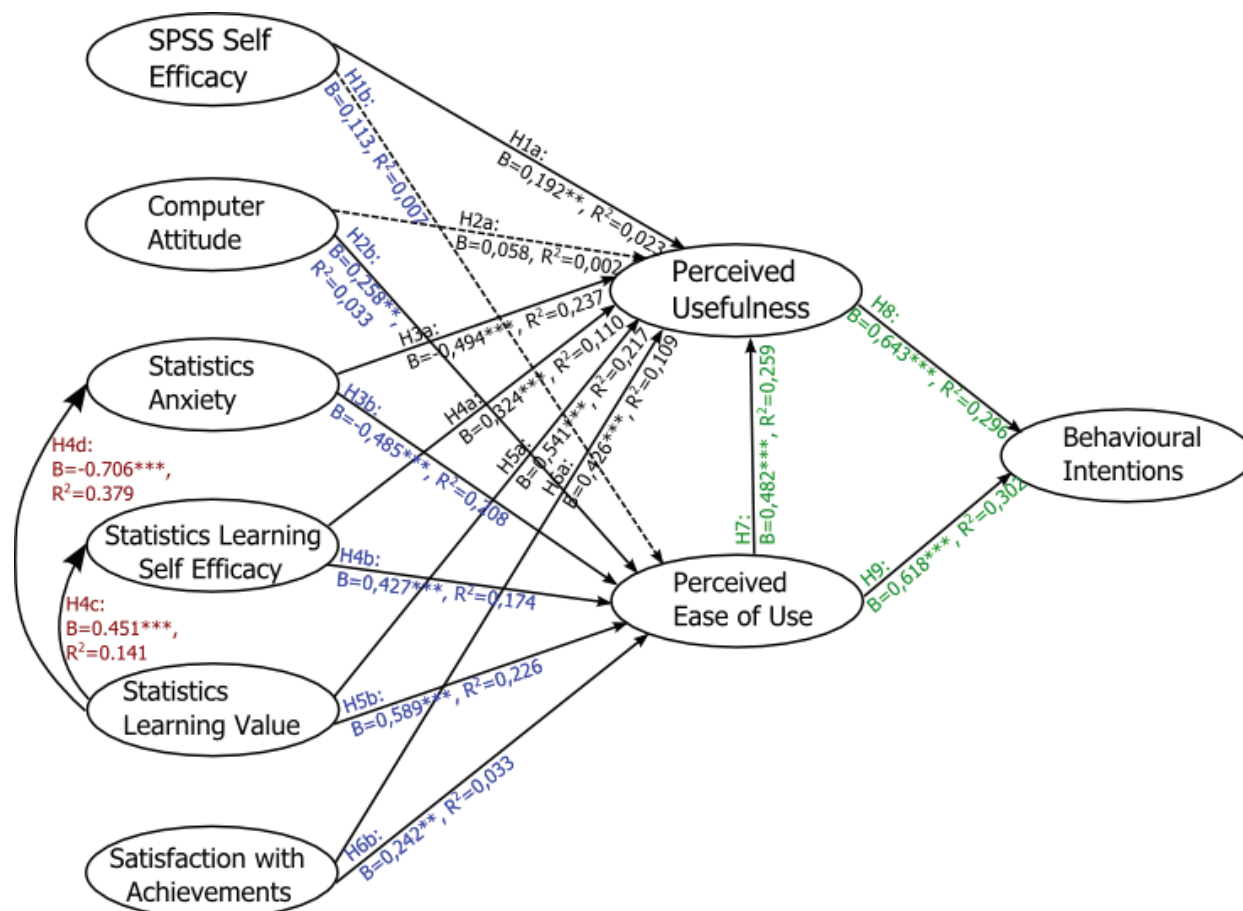 SPSS Self
Efficacy
H1b:
B=0,113, R²=0,007
H1a:
B=0,192**, R²=0,023
Computer
Attitude
H2a:
B=0,058, R²=0,002
H2b:
B=0,258**,
R²=0,033
Perceived
Usefulness
H3a:
B=-0,494***, R²=0,237
Statistics
Anxiety
H3b:
B=-0,485***, R²=0,208
H4a:
B=0,324***, R²=0,110
H5a:
B=0,541***, R²=0,217
H6a:
B=0,426***, R²=0,109
H8:
B=0,643***, R²=0,296
H7:
B=0,482***, R²=0,259
Behavioural
Intentions
H4d:
B=-0.706***,
R²=0.379
Statistics Learning
Self Efficacy
H4b:
B=0,427***, R²=0,174
Perceived
Ease of Use
H9:
B=0,618***, R²=0,302
H4c:
B=0.451***,
R²=0.141
Statistics
Learning Value
H5b:
B=0,589***, R²=0,226
Satisfaction with
Achievements
H6b:
B=0,242**, R²=0,033